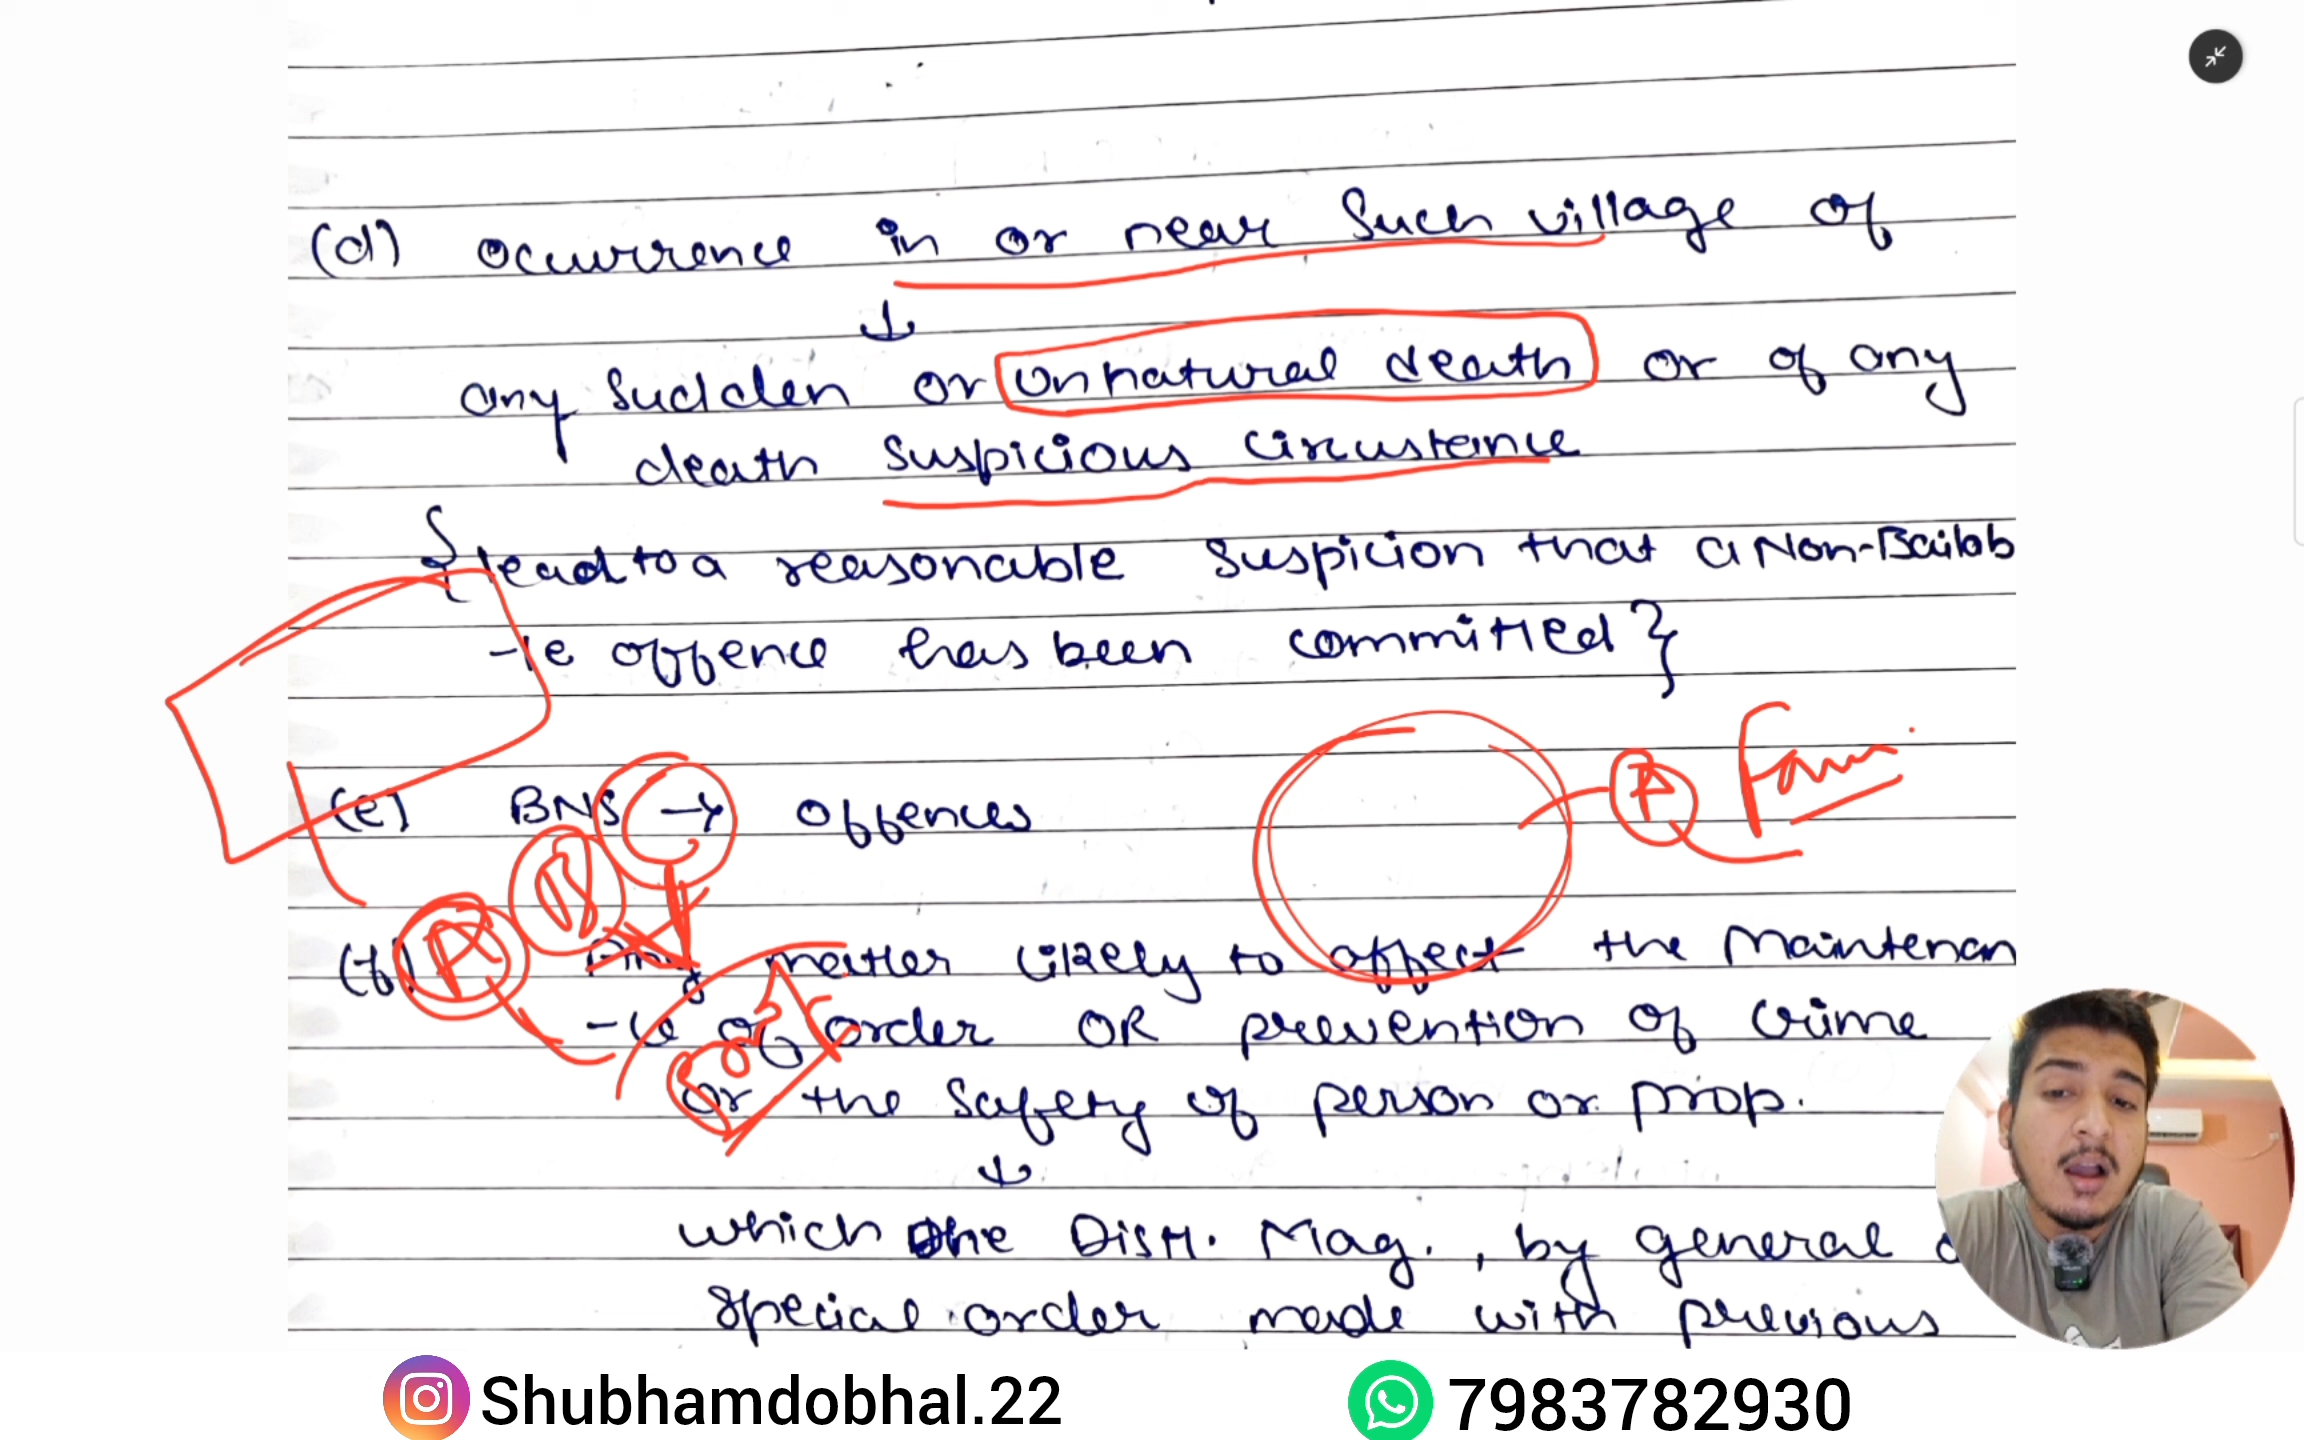 (d) ocurrence in or near Such village of
any Sudden or unnatural death or of any
death Suspicious Circustance
{lead to a reasonable Suspicion that a Non-Bailab
-le offence has been committed}
(e) BNS → offences
A Fam
(f) Any matter likely to affect the Maintenan
A B
-ce of order OR prevention of crime
or the Safety of person or prop.
which the Distt. Mag., by general
special order made with previous
Shubhamdobhal.22
7983782930